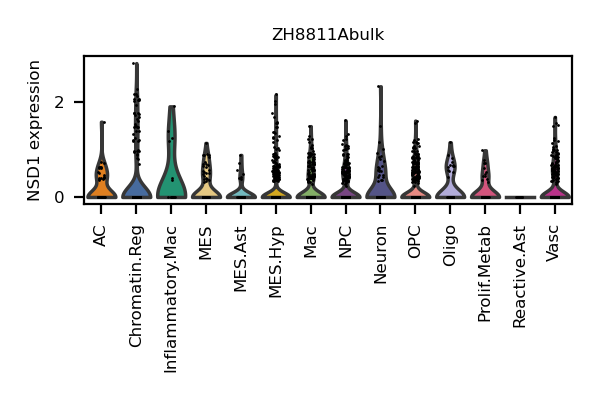 ZH8811Abulk
NSD1 expression
2
0
AC
Chromatin.Reg
Inflammatory.Mac
MES
MES.Ast
MES.Hyp
Mac
NPC
Neuron
OPC
Oligo
Prolif.Metab
Reactive.Ast
Vasc